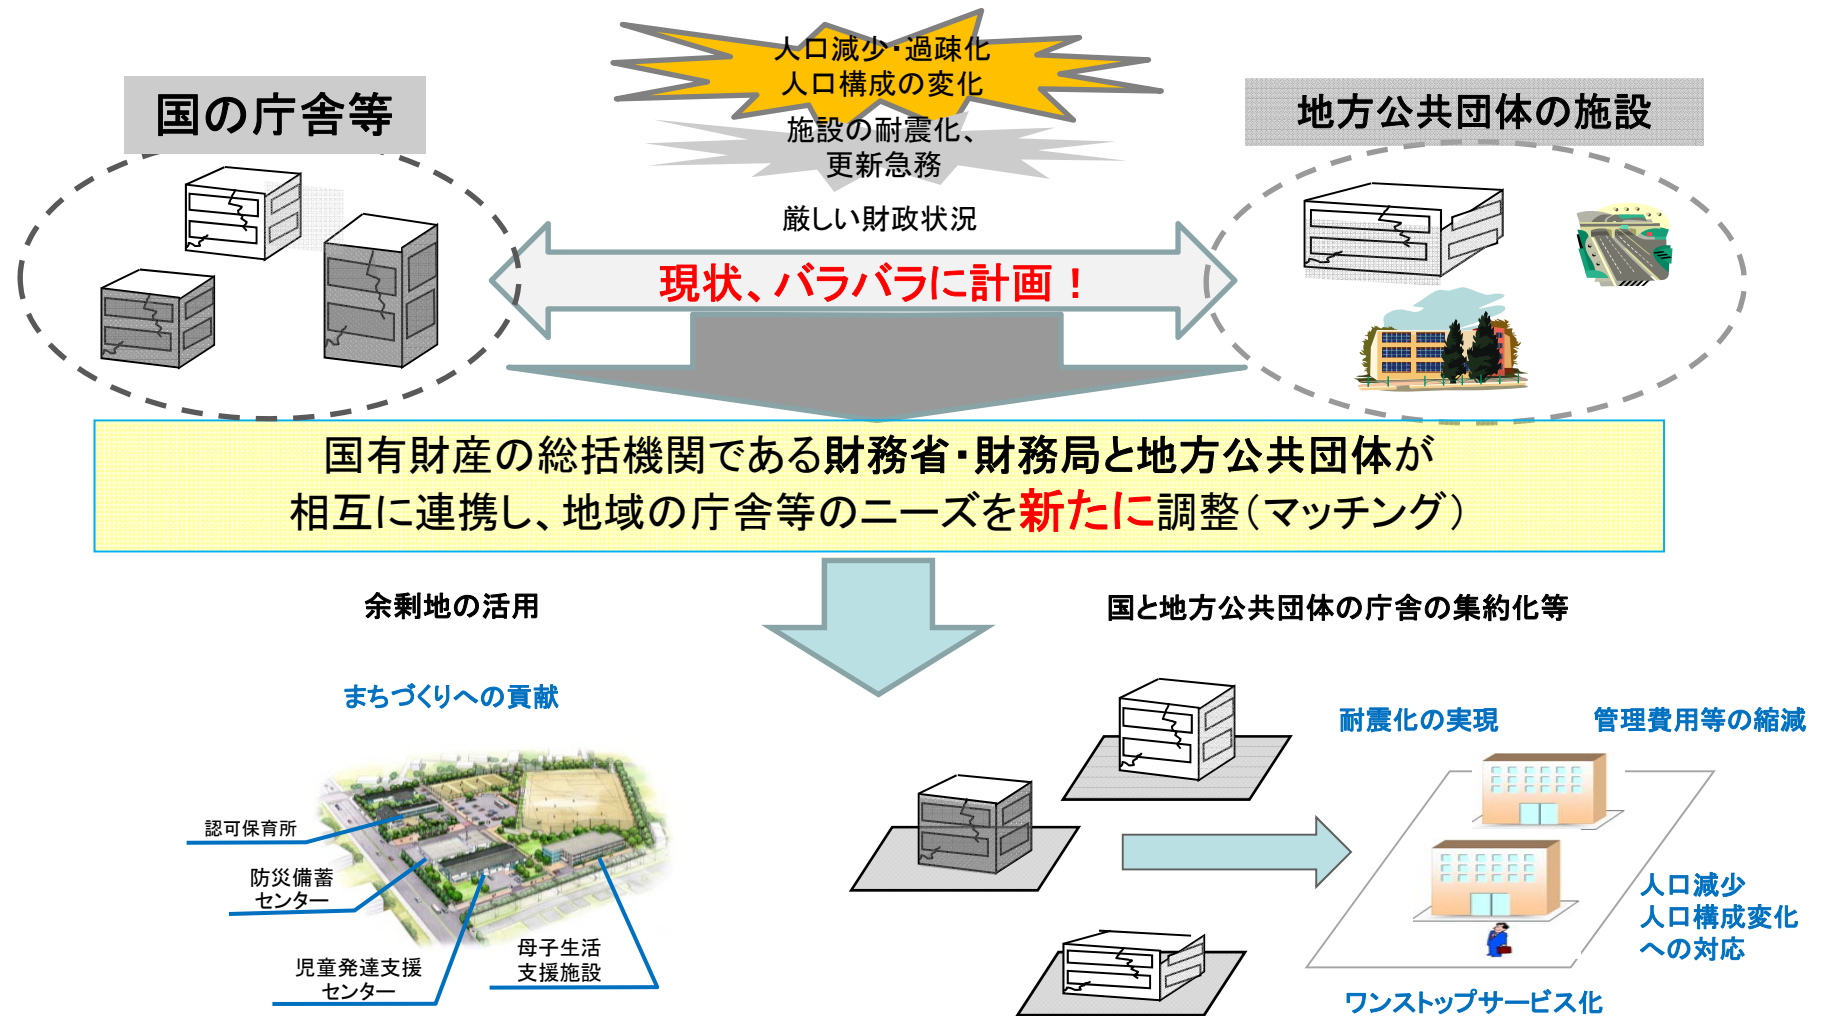 人口減少・過疎化
人口構成の変化
国の庁舎等
地方公共団体の施設
施設の耐震化、
更新急務
厳しい財政状況
現状、バラバラに計画！
国有財産の総括機関である財務省・財務局と地方公共団体が
相互に連携し、地域の庁舎等のニーズを新たに調整（マッチング）
余剰地の活用
国と地方公共団体の庁舎の集約化等
まちづくりへの貢献
耐震化の実現
管理費用等の縮減
認可保育所
防災備蓄
センター
児童発達支援
センター
母子生活
支援施設
人口減少
人口構成変化
への対応
ワンストップサービス化